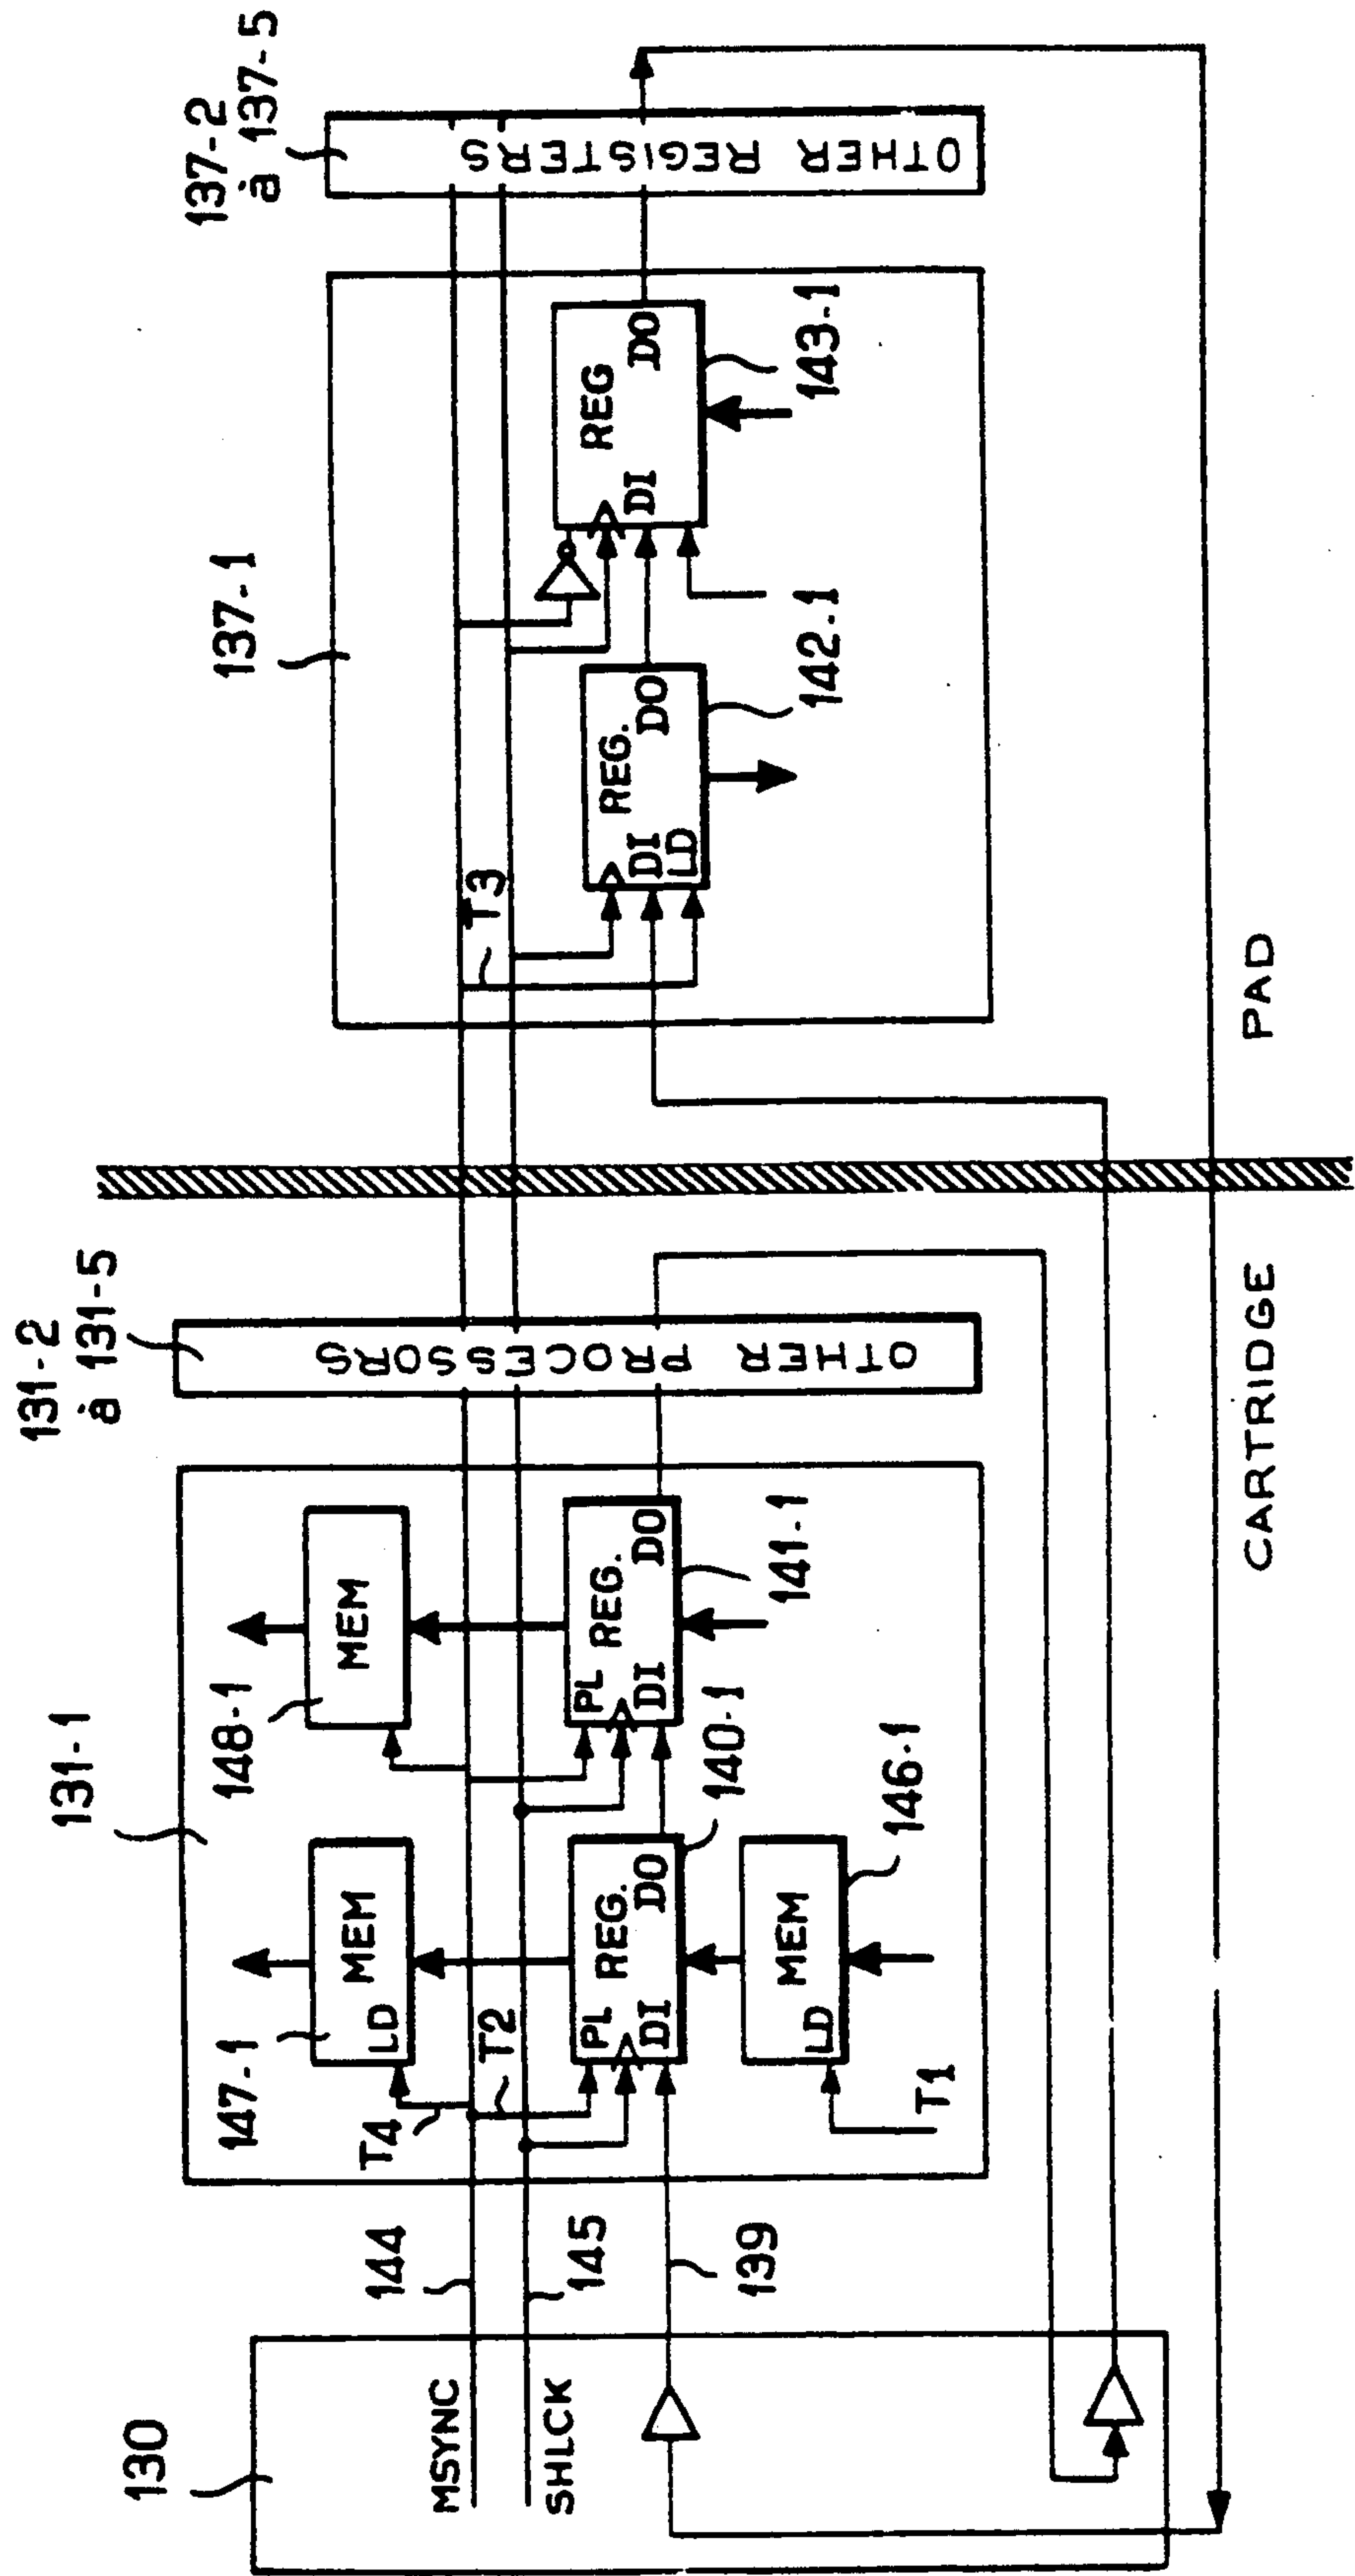 130
MSYNC
SHLCK
144
145
139
131-1
147-1
MEM
LD
T4
T2
PL
REG.
DI
DO
140-1
MEM
LD
146-1
T1
148-1
MEM
PL
REG.
DI
DO
141-1
131-2
à 131-5
OTHER PROCESSORS
CARTRIDGE
PAD
137-1
T3
REG.
DI
LD
DO
142-1
REG
DI
DO
143-1
137-2
à 137-5
OTHER REGISTERS